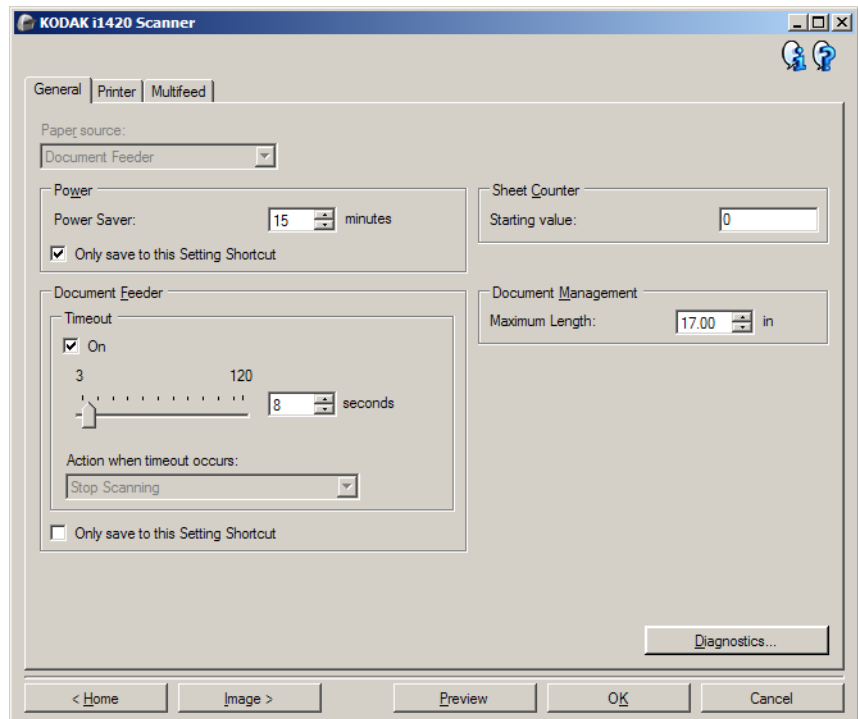 KODAK i1420 Scanner
General Printer Multifeed
Paper source:
Document Feeder
Power
Power Saver: 15 minutes
Only save to this Setting Shortcut
Sheet Counter
Starting value: 0
Document Feeder
Timeout
On
3 120
8 seconds
Action when timeout occurs:
Stop Scanning
Only save to this Setting Shortcut
Document Management
Maximum Length: 17.00 in
Diagnostics...
< Home Image > Preview OK Cancel